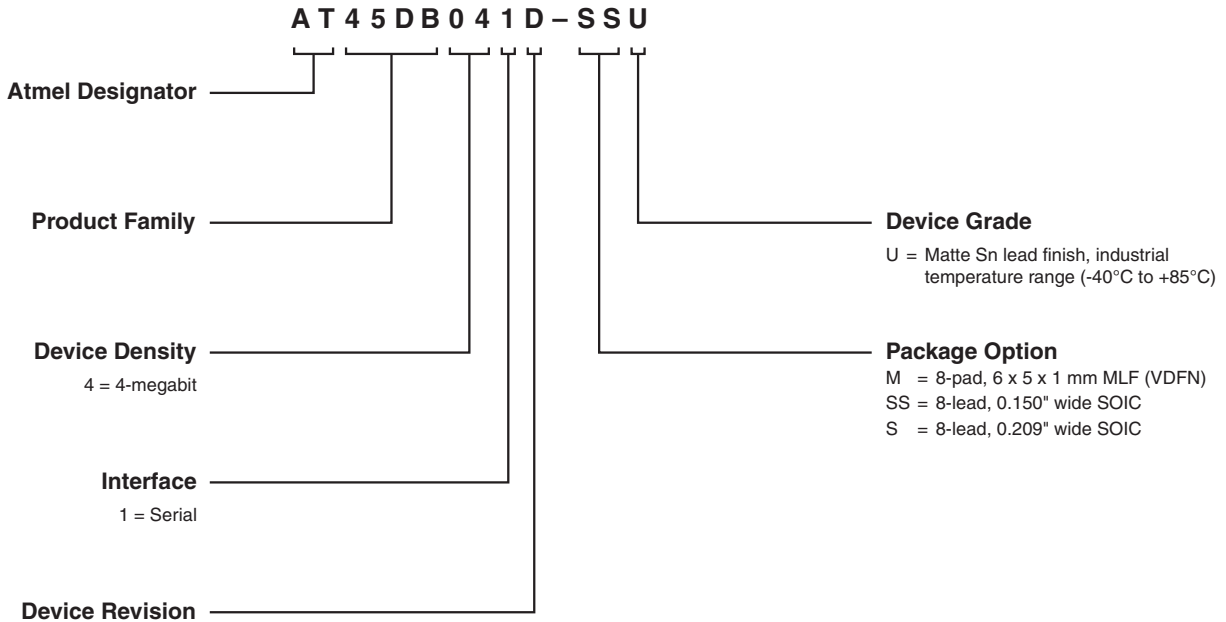 AT45DB041D–SSU
Atmel Designator
Product Family
Device Density
4 = 4-megabit
Interface
1 = Serial
Device Revision
Device Grade
U = Matte Sn lead finish, industrial
temperature range (-40°C to +85°C)
Package Option
M = 8-pad, 6 x 5 x 1 mm MLF (VDFN)
SS = 8-lead, 0.150" wide SOIC
S = 8-lead, 0.209" wide SOIC